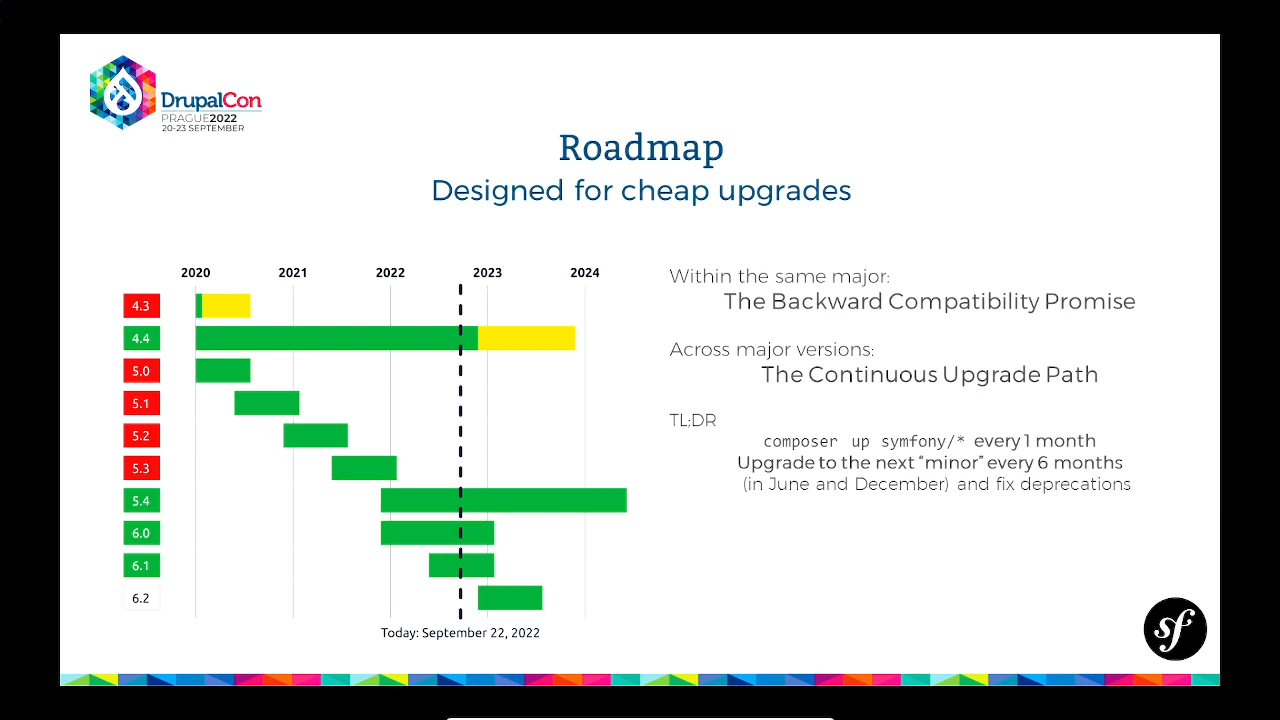 DrupalCon
PRAGUE2022
20-23 SEPTEMBER
Roadmap
Designed for cheap upgrades
2020 2021 2022 2023 2024
4.3
4.4
5.0
5.1
5.2
5.3
5.4
6.0
6.1
6.2
Today: September 22, 2022
Within the same major:
The Backward Compatibility Promise
Across major versions:
The Continuous Upgrade Path
TL;DR
composer up symfony/* every 1 month
Upgrade to the next “minor” every 6 months
(in June and December) and fix deprecations
sf